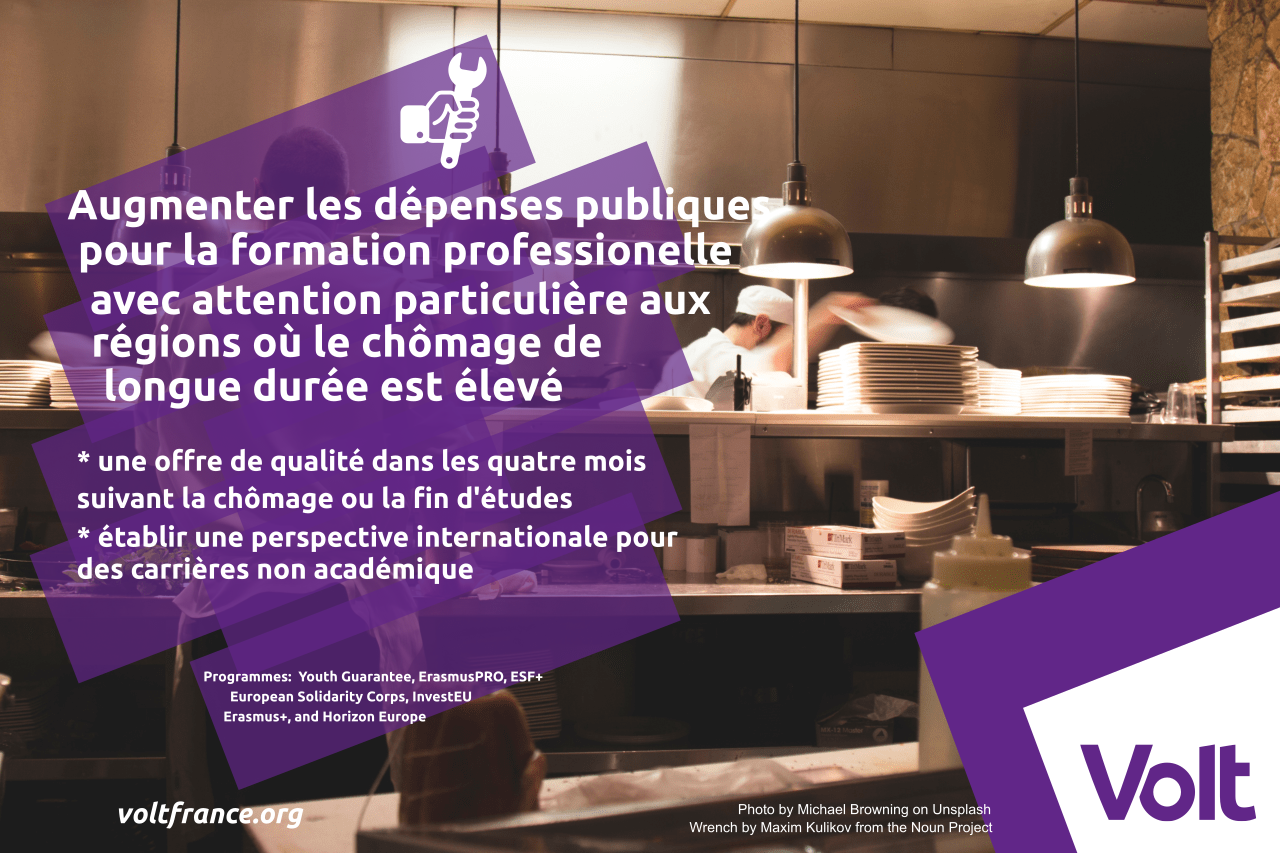 Augmenter les dépenses publiques
pour la formation professionelle
avec attention particulière aux
régions où le chômage de
longue durée est élevé
* une offre de qualité dans les quatre mois
suivant la chômage ou la fin d'études
* établir une perspective internationale pour
des carrières non académique
Programmes: Youth Guarantee, ErasmusPRO, ESF+
European Solidarity Corps, InvestEU
Erasmus+, and Horizon Europe
voltfrance.org
Photo by Michael Browning on Unsplash
Wrench by Maxim Kulikov from the Noun Project
Volt